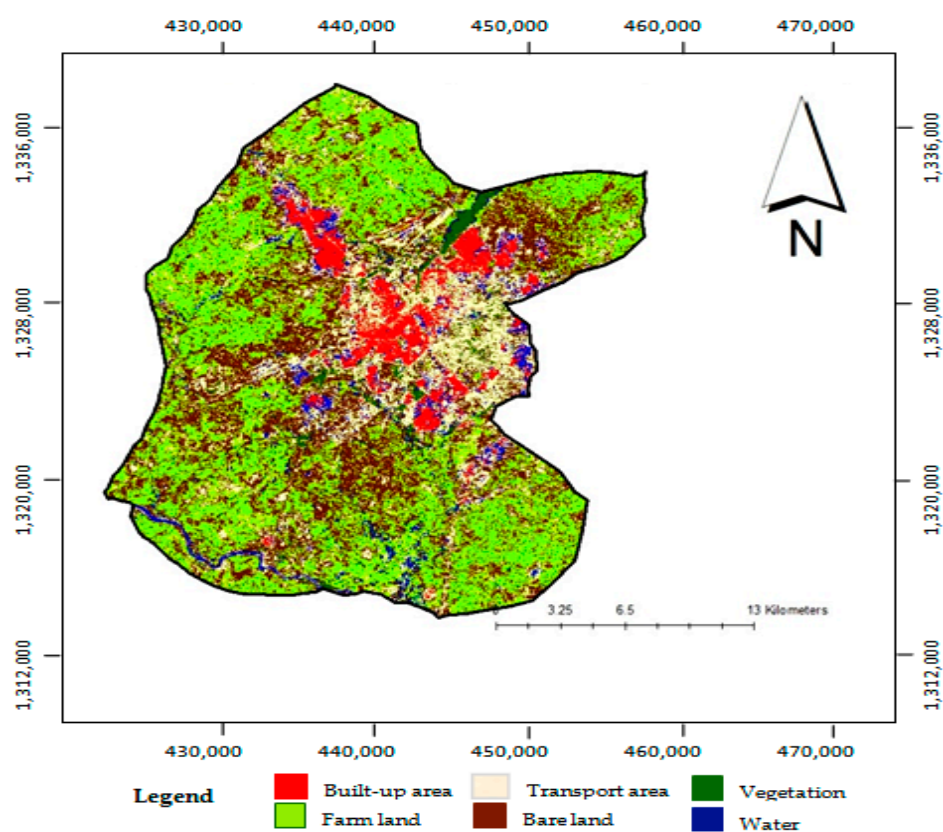 430,000 440,000 450,000 460,000 470,000
1,336,000 1,336,000
N
1,328,000 1,328,000
1,320,000 1,320,000
0 3.25 6.5 13 Kilometers
1,312,000 1,312,000
430,000 440,000 450,000 460,000 470,000
Legend Built-up area Transport area Vegetation
Farm land Bare land Water